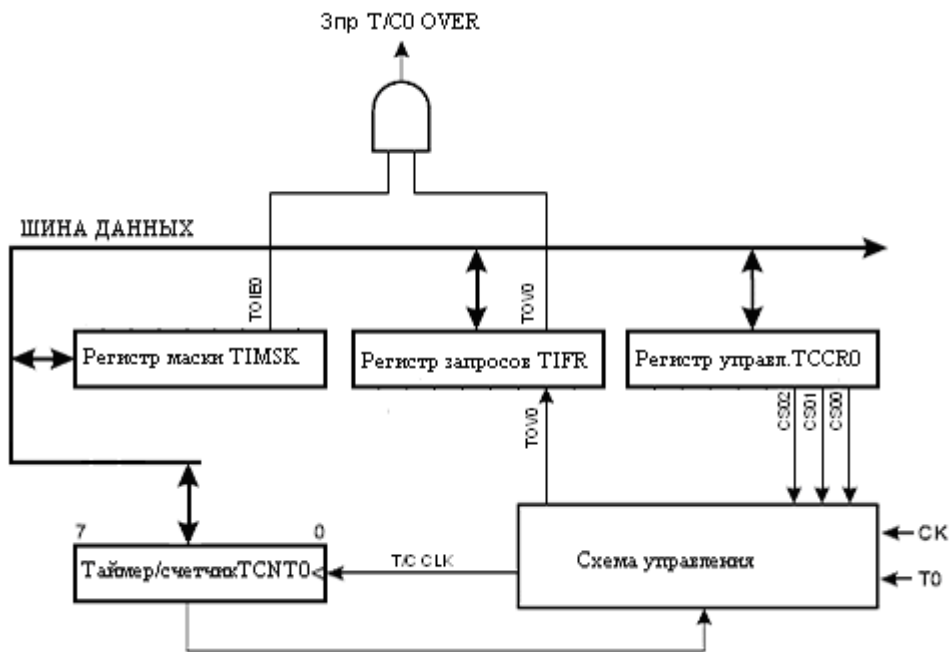 Зпр T/C0 OVER
ШИНА ДАННЫХ
TOIE0
TOV0
Регистр маски TIMSK
Регистр запросов TIFR
Регистр управл.TCCR0
TOV0
CS02
CS01
CS00
7
0
Таймер/счетчикTCNT0
T/C CLK
Схема управления
CK
T0